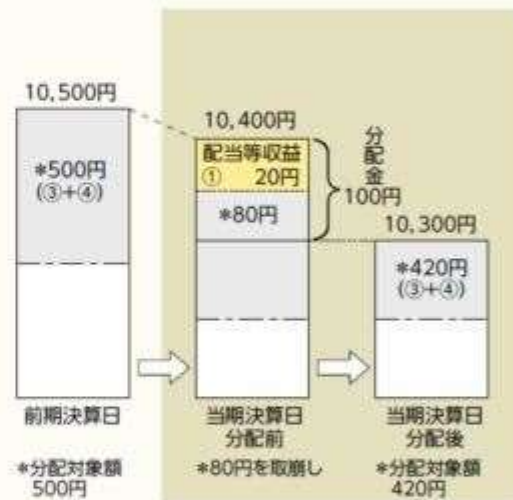 10,500円
*500円
(③+④)
前期決算日
*分配対象額
500円
10,400円
配当等収益
① 20円
*80円
分配金
100円
当期決算日
分配前
*80円を取崩し
10,300円
*420円
(③+④)
当期決算日
分配後
*分配対象額
420円